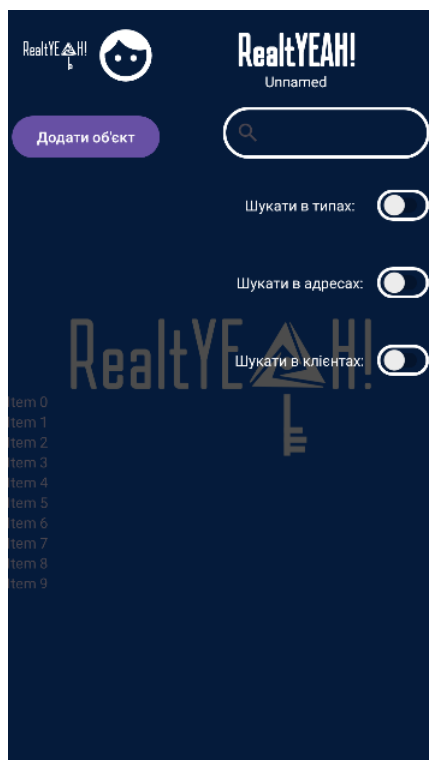 RealtYEAH!
RealtYEAH!
Unnamed
Додати об'єкт
Шукати в типах:
Шукати в адресах:
RealtYEAH!
Шукати в клієнтах:
Item 0
Item 1
Item 2
Item 3
Item 4
Item 5
Item 6
Item 7
Item 8
Item 9